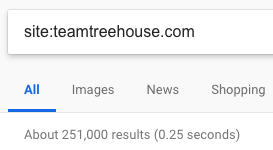 site:teamtreehouse.com
All Images News Shopping
About 251,000 results (0.25 seconds)